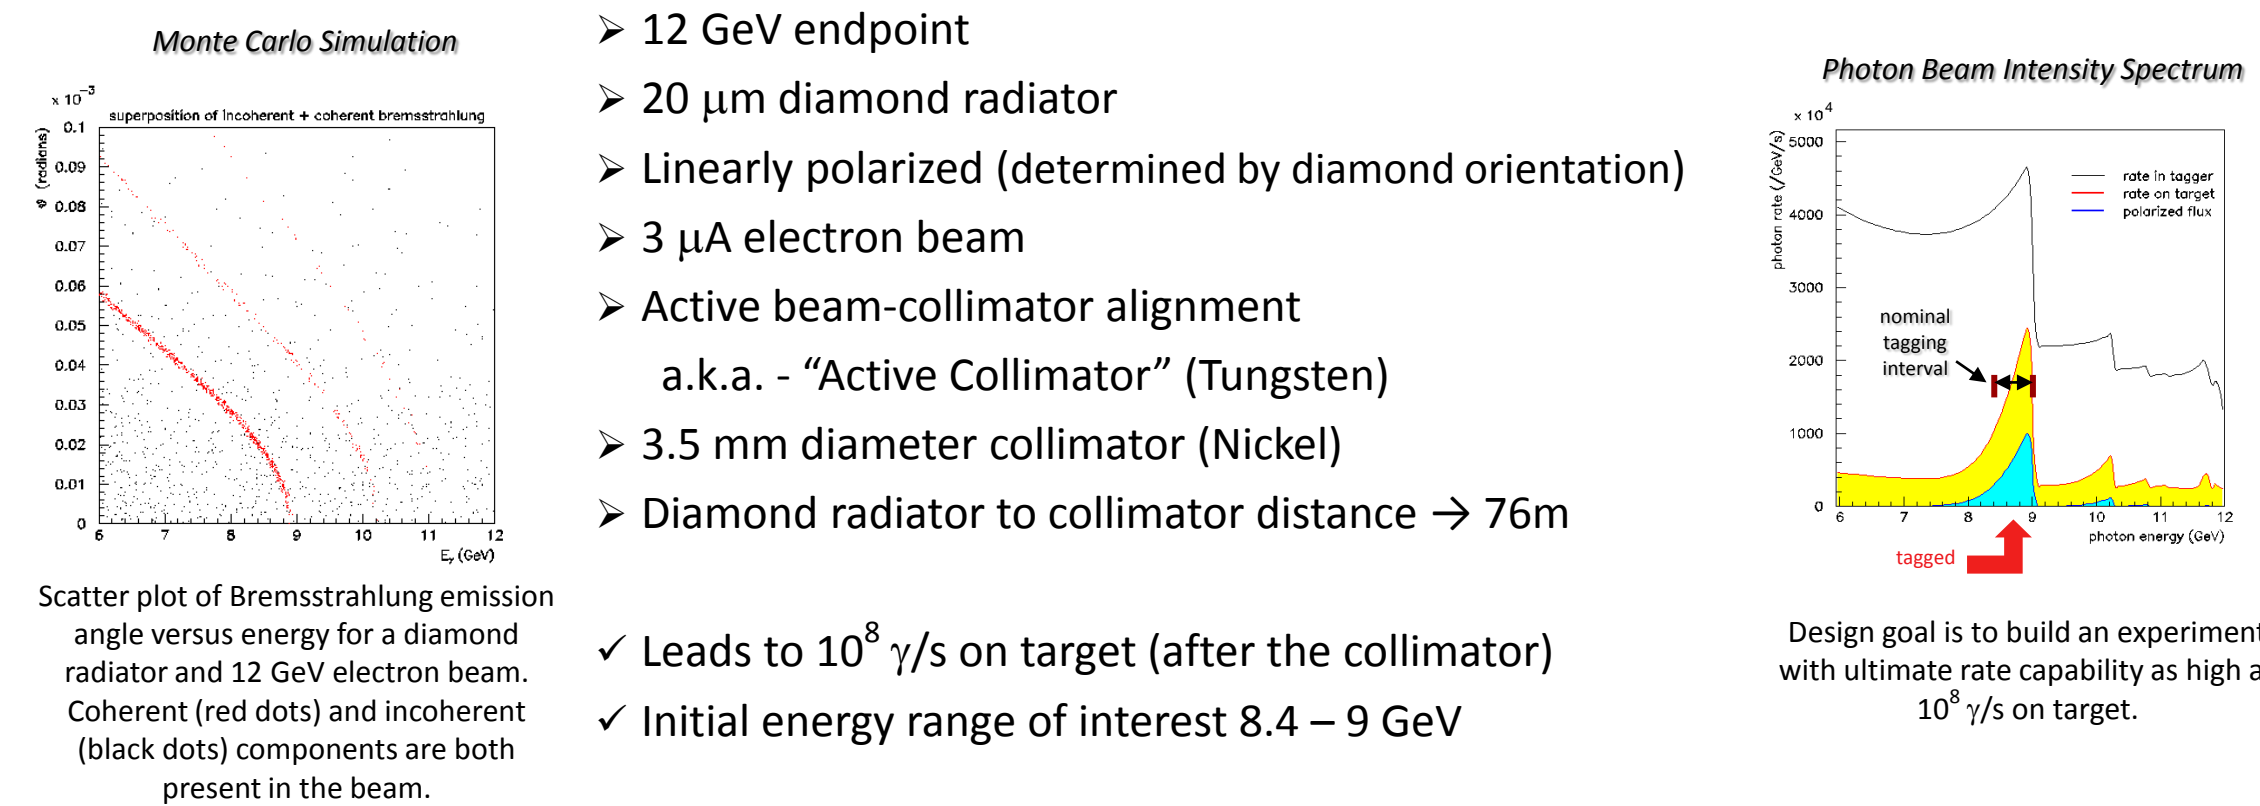 Monte Carlo Simulation
x 10⁻³
superposition of incoherent + coherent bremsstrahlung
ϑ (radians)
0.1
0.09
0.08
0.07
0.06
0.05
0.04
0.03
0.02
0.01
0
6 7 8 9 10 11 12
Eγ (GeV)
Scatter plot of Bremsstrahlung emission
angle versus energy for a diamond
radiator and 12 GeV electron beam.
Coherent (red dots) and incoherent
(black dots) components are both
present in the beam.
➢ 12 GeV endpoint
➢ 20 μm diamond radiator
➢ Linearly polarized (determined by diamond orientation)
➢ 3 μA electron beam
➢ Active beam-collimator alignment
a.k.a. - “Active Collimator” (Tungsten)
➢ 3.5 mm diameter collimator (Nickel)
➢ Diamond radiator to collimator distance → 76m
✓ Leads to 10⁸ γ/s on target (after the collimator)
✓ Initial energy range of interest 8.4 – 9 GeV
Photon Beam Intensity Spectrum
x 10⁴
photon rate (/GeV/s)
5000
4000
3000
2000
1000
0
rate in tagger
rate on target
polarized flux
nominal
tagging
interval
6 7 8 9 10 11 12
photon energy (GeV)
tagged
Design goal is to build an experiment
with ultimate rate capability as high a
10⁸ γ/s on target.